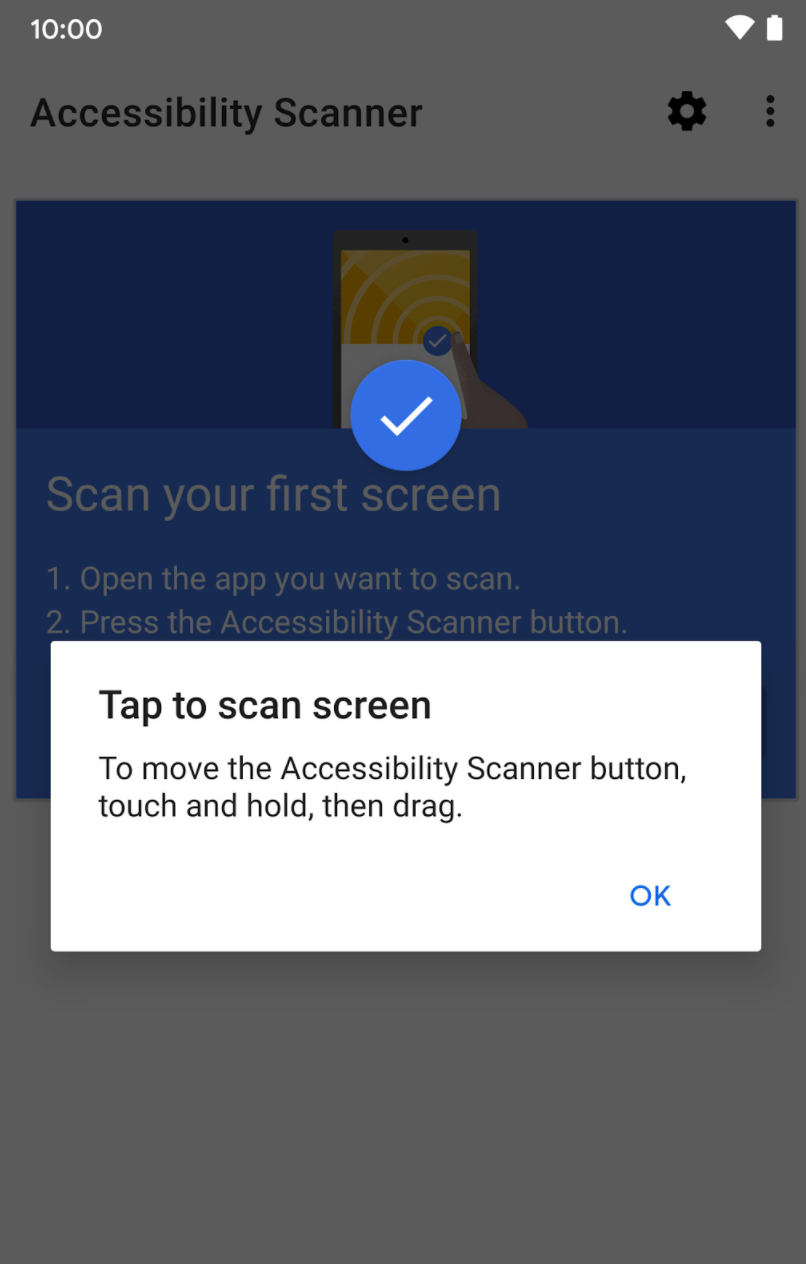 10:00
Accessibility Scanner
Scan your first screen
1. Open the app you want to scan.
2. Press the Accessibility Scanner button.
Tap to scan screen
To move the Accessibility Scanner button,
touch and hold, then drag.
OK